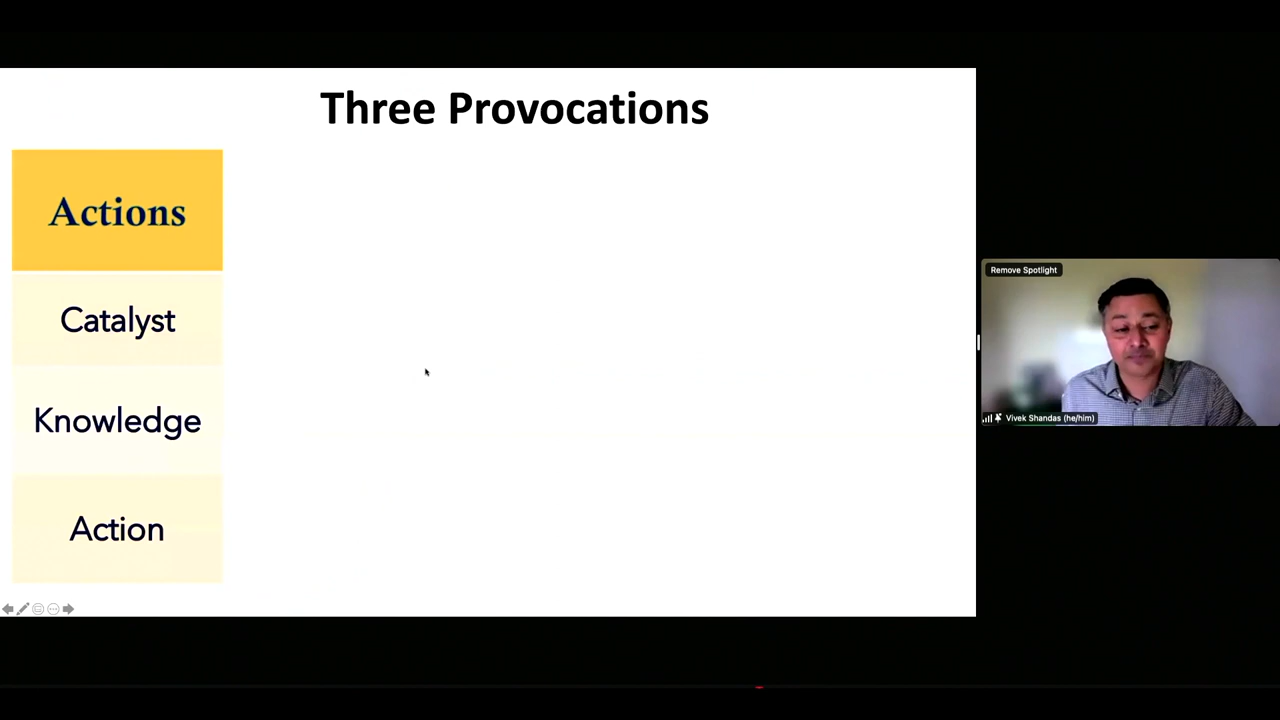 Three Provocations
Actions
Catalyst
Knowledge
Action
Remove Spotlight
Vivek Shandas (he/him)